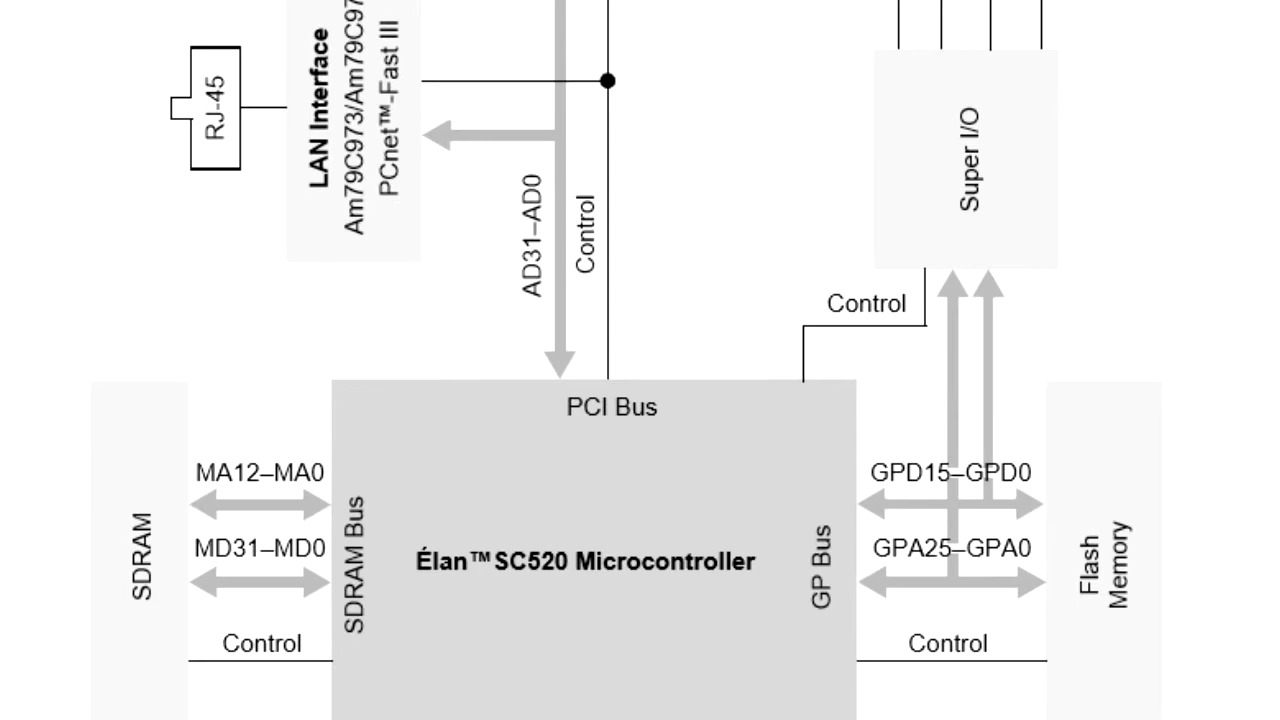 RJ-45
LAN Interface
Am79C973/Am79C97
PCnet™-Fast III
AD31–AD0
Control
Super I/O
Control
PCI Bus
SDRAM
MA12–MA0
MD31–MD0
Control
SDRAM Bus
Élan™SC520 Microcontroller
GP Bus
GPD15–GPD0
GPA25–GPA0
Control
Flash
Memory